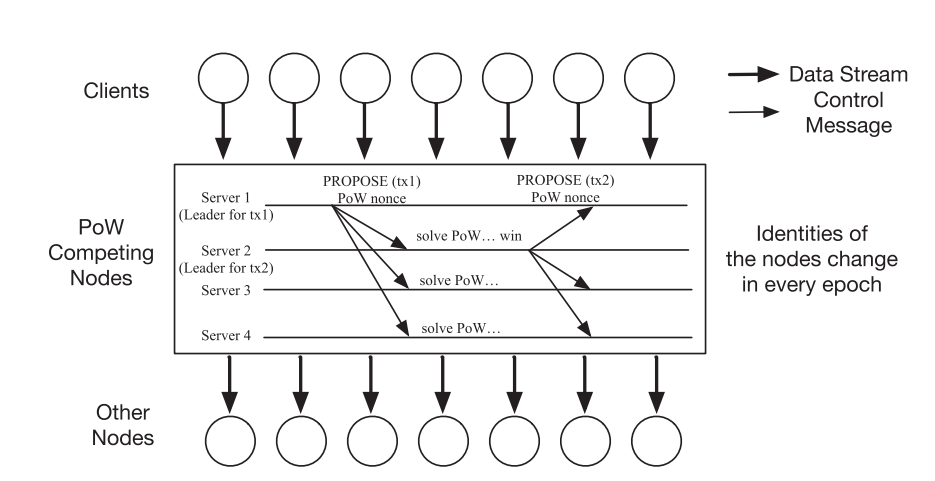 Clients
Data Stream
Control
Message
PoW
Competing
Nodes
PROPOSE (tx1)
PoW nonce
PROPOSE (tx2)
PoW nonce
Server 1
(Leader for tx1)
solve PoW… win
Server 2
(Leader for tx2)
solve PoW…
Server 3
solve PoW…
Server 4
Identities of
the nodes change
in every epoch
Other
Nodes